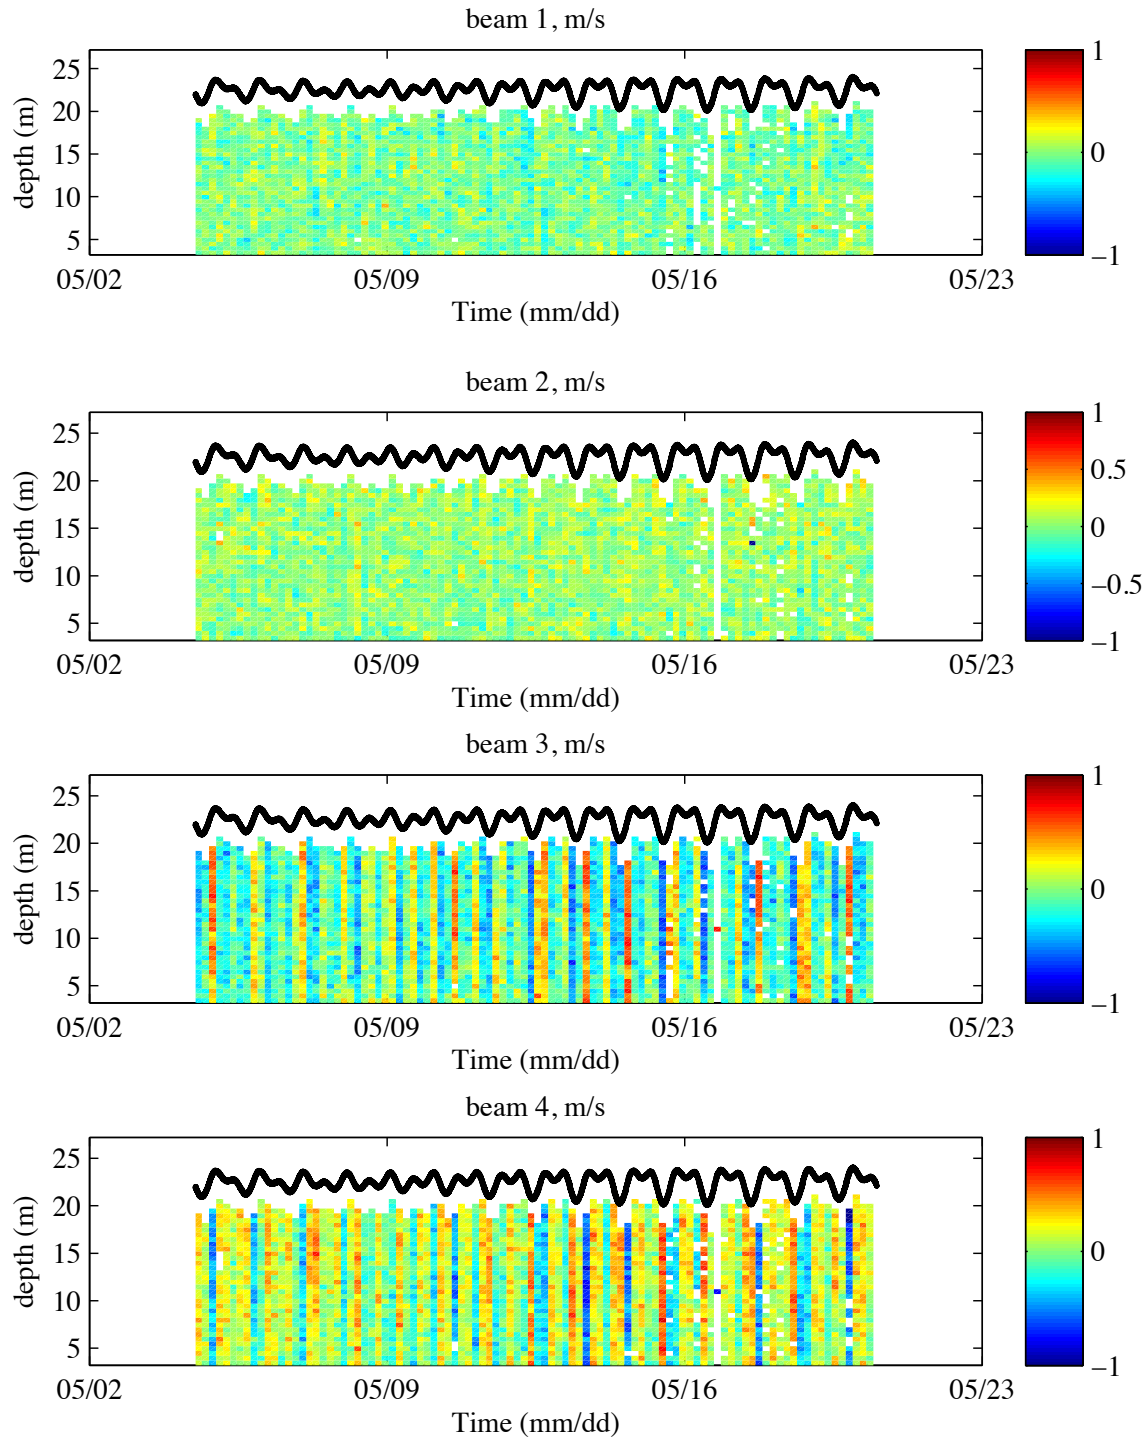 beam 1, m/s
25
20
15
10
5
depth (m)
05/02 05/09 05/16 05/23
Time (mm/dd)
1
0
−1
beam 2, m/s
25
20
15
10
5
depth (m)
05/02 05/09 05/16 05/23
Time (mm/dd)
1
0.5
0
−0.5
−1
beam 3, m/s
25
20
15
10
5
depth (m)
05/02 05/09 05/16 05/23
Time (mm/dd)
1
0
−1
beam 4, m/s
25
20
15
10
5
depth (m)
05/02 05/09 05/16 05/23
Time (mm/dd)
1
0
−1